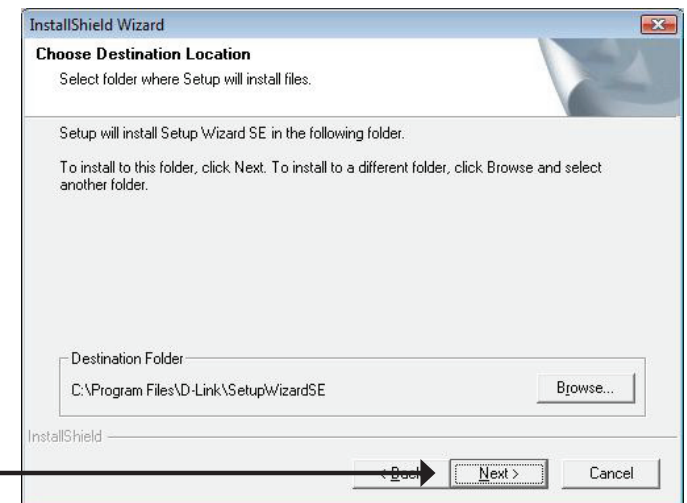 InstallShield Wizard
Choose Destination Location
Select folder where Setup will install files.
Setup will install Setup Wizard SE in the following folder.
To install to this folder, click Next. To install to a different folder, click Browse and select
another folder.
Destination Folder
C:\Program Files\D-Link\SetupWizardSE
Browse...
InstallShield
< Back
Next >
Cancel